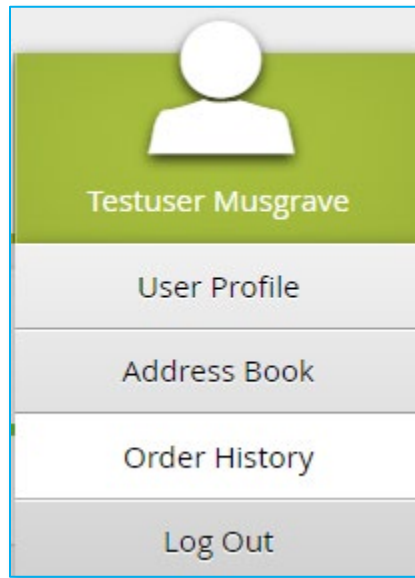 Testuser Musgrave
User Profile
Address Book
Order History
Log Out